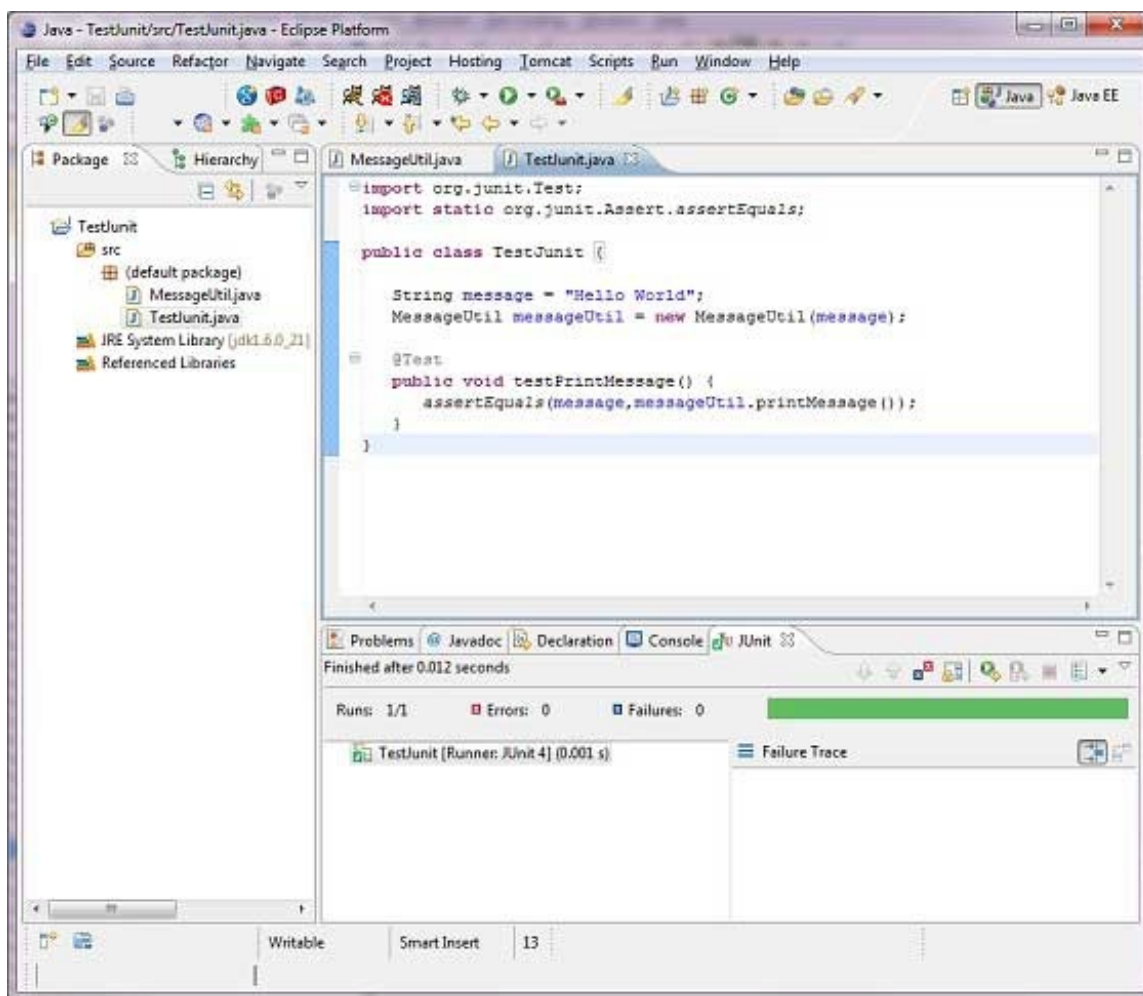 Java - TestJunit/src/TestJunit.java - Eclipse Platform
File Edit Source Refactor Navigate Search Project Hosting Tomcat Scripts Run Window Help
Java Java EE
Package Hierarchy
MessageUtil.java TestJunit.java
TestJunit
src
(default package)
MessageUtil.java
TestJunit.java
JRE System Library [jdk1.6.0_21]
Referenced Libraries
import org.junit.Test;
import static org.junit.Assert.assertEquals;
public class TestJunit {
String message = "Hello World";
MessageUtil messageUtil = new MessageUtil(message);
@Test
public void testPrintMessage() {
assertEquals(message,messageUtil.printMessage());
}
}
Problems Javadoc Declaration Console JUnit
Finished after 0.012 seconds
Runs: 1/1 Errors: 0 Failures: 0
TestJunit [Runner: JUnit 4] (0.001 s)
Failure Trace
Writable Smart Insert 13